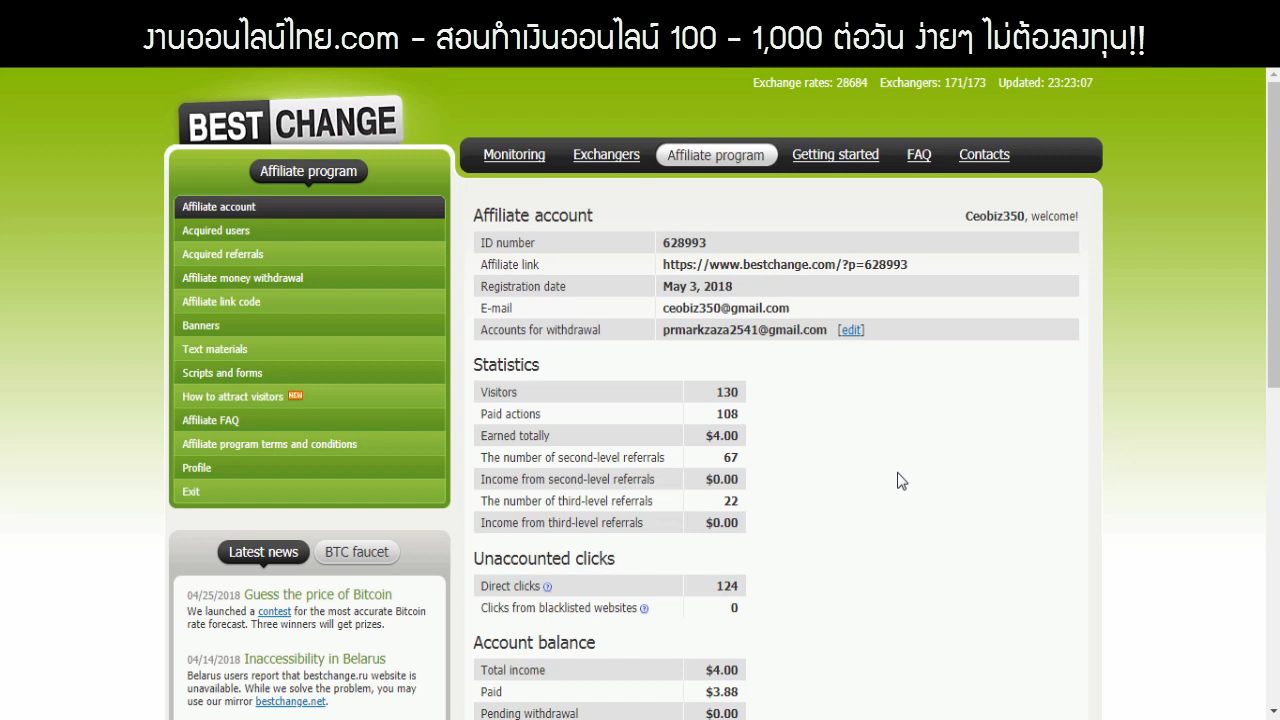 งานออนไลน์ไทย.com - สอนทำเงินออนไลน์ 100 - 1,000 ต่อวัน ง่ายๆ ไม่ต้องลงทุน!!
Exchange rates: 28684 Exchangers: 171/173 Updated: 23:23:07
BEST CHANGE
Monitoring Exchangers Affiliate program Getting started FAQ Contacts
Affiliate program
Affiliate account
Acquired users
Acquired referrals
Affiliate money withdrawal
Affiliate link code
Banners
Text materials
Scripts and forms
How to attract visitors NEW
Affiliate FAQ
Affiliate program terms and conditions
Profile
Exit
Latest news BTC faucet
04/25/2018 Guess the price of Bitcoin
We launched a contest for the most accurate Bitcoin
rate forecast. Three winners will get prizes.
04/14/2018 Inaccessibility in Belarus
Belarus users report that bestchange.ru website is
unavailable. While we solve the problem, you may
use our mirror bestchange.net.
Affiliate account Ceobiz350, welcome!
ID number 628993
Affiliate link https://www.bestchange.com/?p=628993
Registration date May 3, 2018
E-mail ceobiz350@gmail.com
Accounts for withdrawal prmarkzaza2541@gmail.com [edit]
Statistics
Visitors 130
Paid actions 108
Earned totally $4.00
The number of second-level referrals 67
Income from second-level referrals $0.00
The number of third-level referrals 22
Income from third-level referrals $0.00
Unaccounted clicks
Direct clicks ? 124
Clicks from blacklisted websites ? 0
Account balance
Total income $4.00
Paid $3.88
Pending withdrawal $0.00